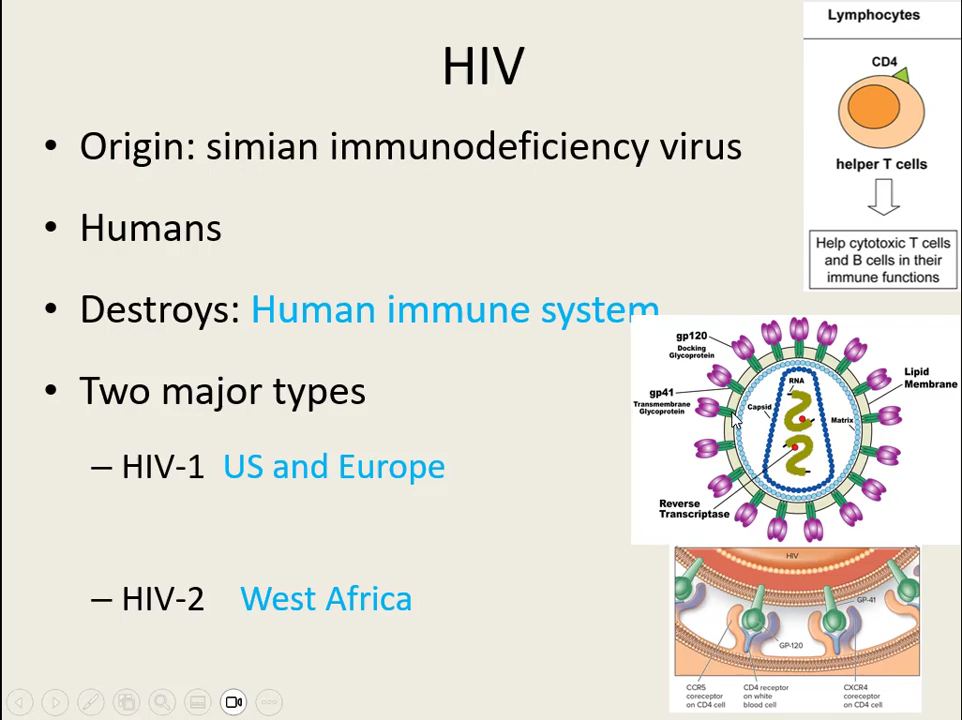 HIV
• Origin: simian immunodeficiency virus
• Humans
• Destroys: Human immune system
• Two major types
– HIV-1 US and Europe
– HIV-2 West Africa
Lymphocytes
CD4
helper T cells
Help cytotoxic T cells
and B cells in their
immune functions
gp120
Docking
Glycoprotein
gp41
Transmembrane
Glycoprotein
RNA
Capsid
Matrix
Lipid
Membrane
Reverse
Transcriptase
HIV
GP-41
GP-120
CCR5
coreceptor
on CD4 cell
CD4 receptor
on white
blood cell
CXCR4
coreceptor
on CD4 cell